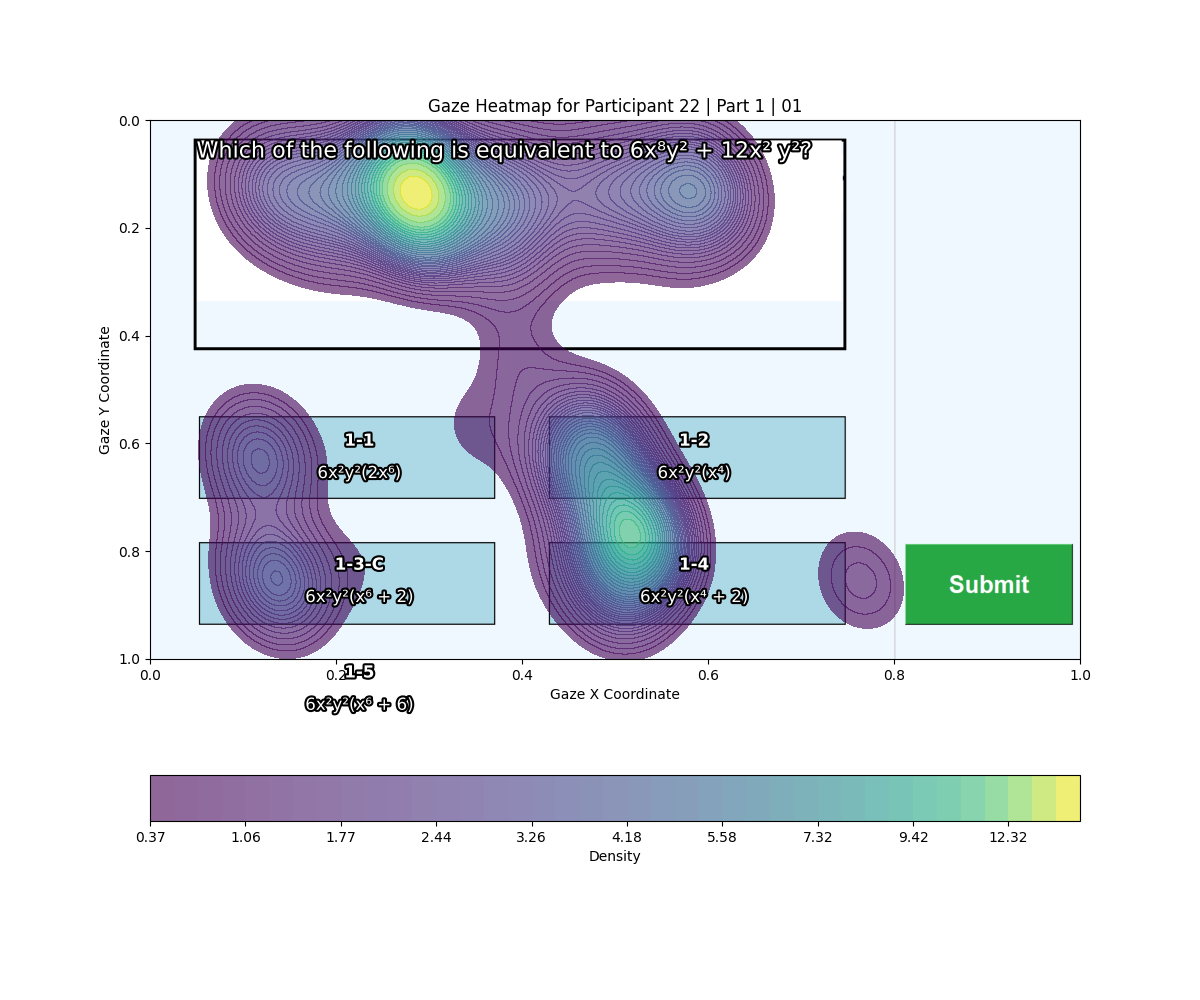 Gaze Heatmap for Participant 22 | Part 1 | 01
Which of the following is equivalent to 6x⁸y² + 12x² y²?
0.0
0.2
0.4
0.6
0.8
1.0
Gaze Y Coordinate
1-1
6x²y²(2x⁶)
1-2
6x²y²(x⁴)
1-3-C
6x²y²(x⁶ + 2)
1-4
6x²y²(x⁴ + 2)
Submit
0.0
0.2
0.4
0.6
0.8
1.0
1-5
6x²y²(x⁶ + 6)
Gaze X Coordinate
0.37
1.06
1.77
2.44
3.26
4.18
5.58
7.32
9.42
12.32
Density